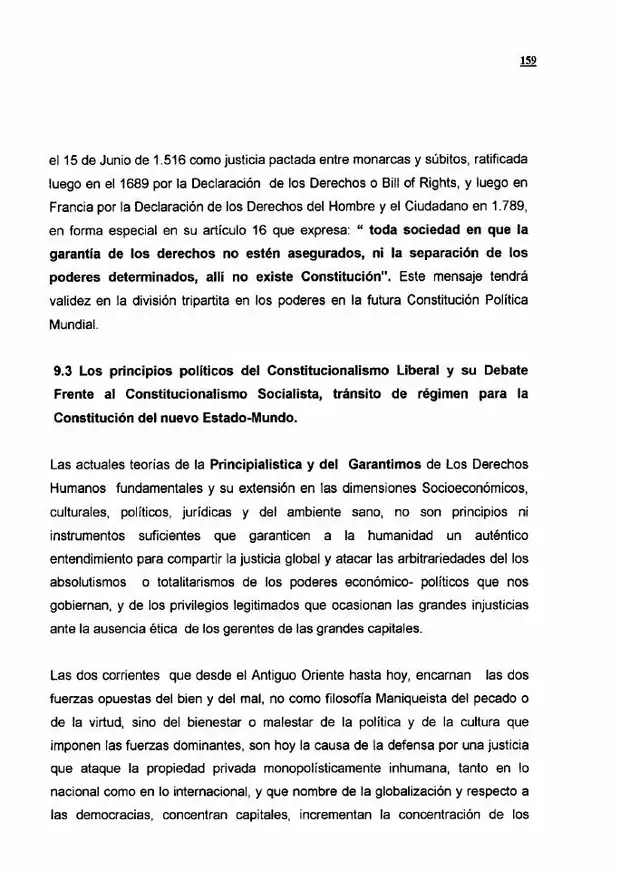 159
el 15 de Junio de 1.516 como justicia pactada entre monarcas y súbitos, ratificada
luego en el 1689 por la Declaración de los Derechos o Bill of Rights, y luego en
Francia por la Declaración de los Derechos del Hombre y el Ciudadano en 1.789,
en forma especial en su artículo 16 que expresa: “ toda sociedad en que la
garantía de los derechos no estén asegurados, ni la separación de los
poderes determinados, allí no existe Constitución". Este mensaje tendrá
validez en la división tripartita en los poderes en la futura Constitución Política
Mundial.
9.3 Los principios políticos del Constitucionalismo Liberal y su Debate
Frente al Constitucionalismo Socialista, tránsito de régimen para la
Constitución del nuevo Estado-Mundo.
Las actuales teorías de la Principialistica y del Garantimos de Los Derechos
Humanos fundamentales y su extensión en las dimensiones Socioeconómicos,
culturales, políticos, jurídicas y del ambiente sano, no son principios ni
instrumentos suficientes que garanticen a la humanidad un auténtico
entendimiento para compartir la justicia global y atacar las arbitrariedades del los
absolutismos o totalitarismos de los poderes económico- políticos que nos
gobiernan, y de los privilegios legitimados que ocasionan las grandes injusticias
ante la ausencia ética de los gerentes de las grandes capitales.
Las dos corrientes que desde el Antiguo Oriente hasta hoy, encarnan las dos
fuerzas opuestas del bien y del mal, no como filosofía Maniqueista del pecado o
de la virtud, sino del bienestar o malestar de la política y de la cultura que
imponen las fuerzas dominantes, son hoy la causa de la defensa por una justicia
que ataque la propiedad privada monopolísticamente inhumana, tanto en lo
nacional como en lo internacional, y que nombre de la globalización y respecto a
las democracias, concentran capitales, incrementan la concentración de los